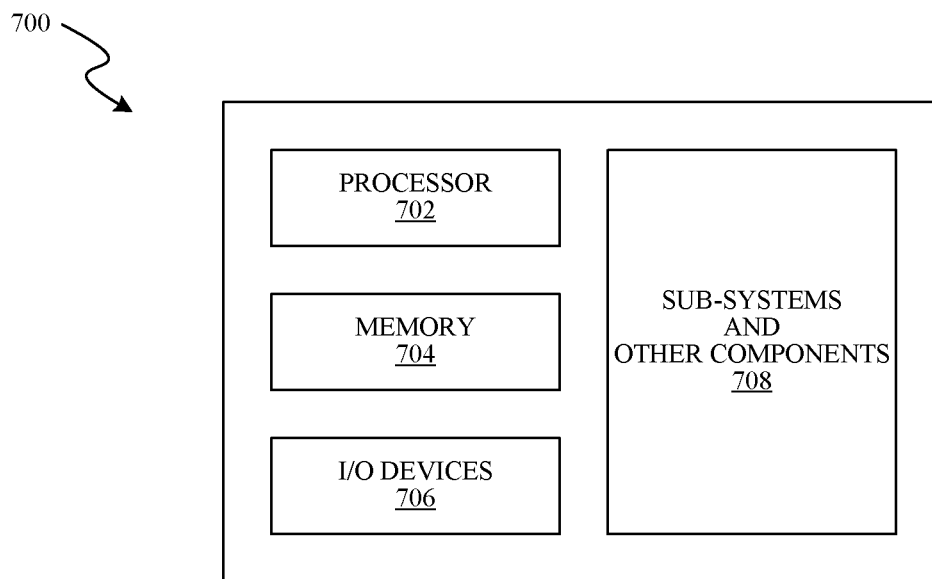 700
PROCESSOR
702
MEMORY
704
I/O DEVICES
706
SUB-SYSTEMS
AND
OTHER COMPONENTS
708